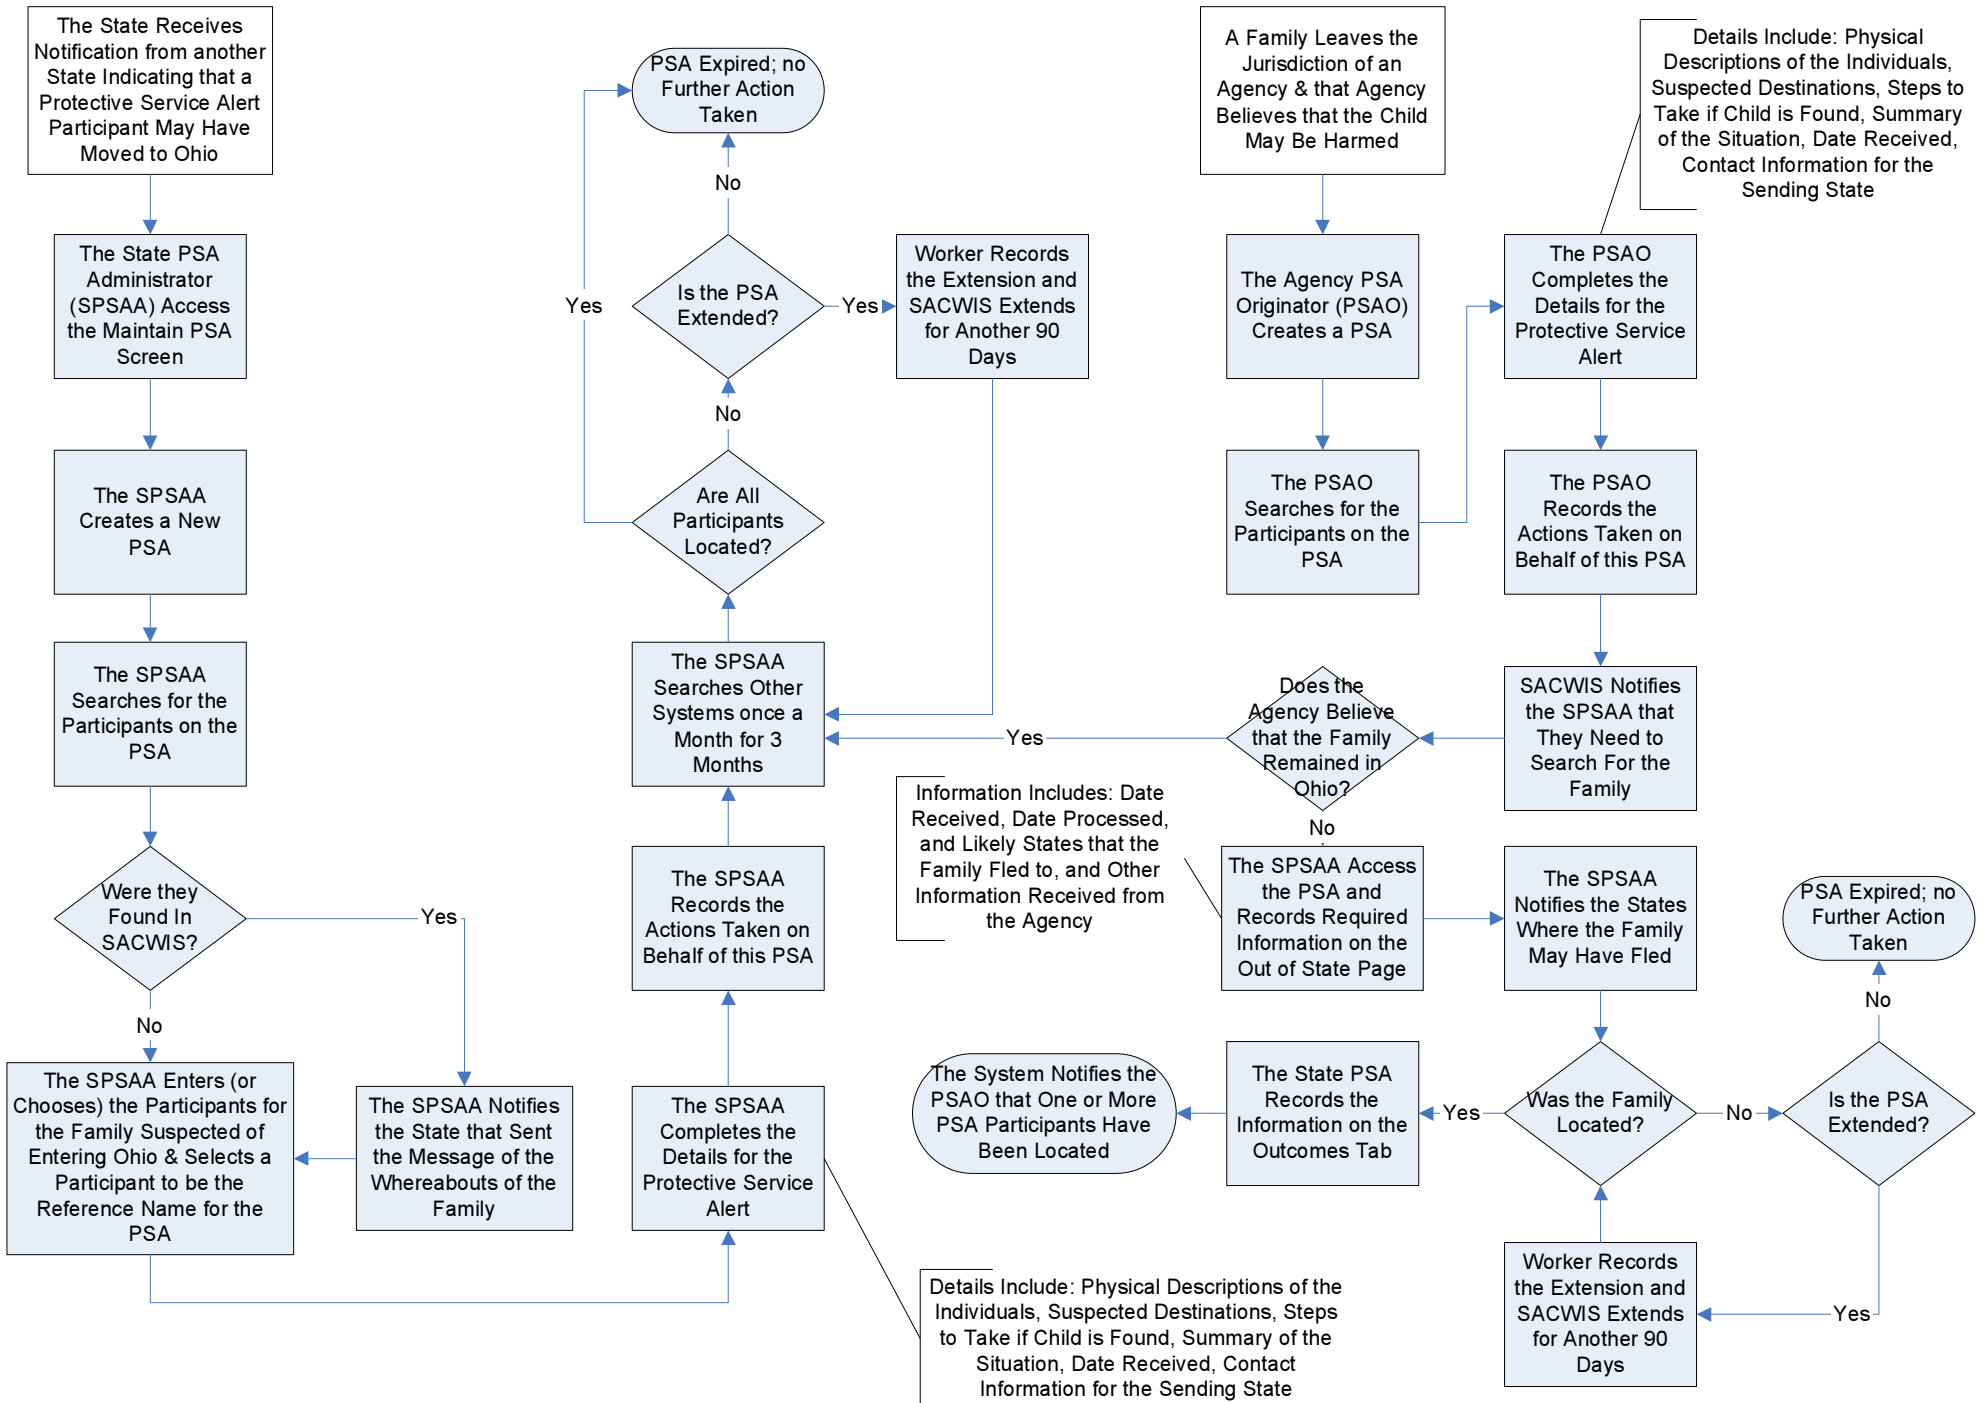 The State Receives
Notification from another
State Indicating that a
Protective Service Alert
Participant May Have
Moved to Ohio
The State PSA
Administrator
(SPSAA) Access
the Maintain PSA
Screen
The SPSAA
Creates a New
PSA
The SPSAA
Searches for the
Participants on the
PSA
Were they
Found In
SACWIS?
Yes
No
The SPSAA Enters (or
Chooses) the Participants for
the Family Suspected of
Entering Ohio & Selects a
Participant to be the
Reference Name for the
PSA
The SPSAA Notifies
the State that Sent
the Message of the
Whereabouts of the
Family
The SPSAA
Completes the
Details for the
Protective Service
Alert
Details Include: Physical Descriptions of the
Individuals, Suspected Destinations, Steps
to Take if Child is Found, Summary of the
Situation, Date Received, Contact
Information for the Sending State
The SPSAA
Records the
Actions Taken on
Behalf of this PSA
The SPSAA
Searches Other
Systems once a
Month for 3
Months
Are All
Participants
Located?
Yes
No
Is the PSA
Extended?
No
Yes
Worker Records
the Extension and
SACWIS Extends
for Another 90
Days
PSA Expired; no
Further Action
Taken
A Family Leaves the
Jurisdiction of an
Agency & that Agency
Believes that the Child
May Be Harmed
The Agency PSA
Originator (PSAO)
Creates a PSA
The PSAO
Searches for the
Participants on the
PSA
The PSAO
Completes the
Details for the
Protective Service
Alert
Details Include: Physical
Descriptions of the Individuals,
Suspected Destinations, Steps to
Take if Child is Found, Summary
of the Situation, Date Received,
Contact Information for the
Sending State
The PSAO
Records the
Actions Taken on
Behalf of this PSA
SACWIS Notifies
the SPSAA that
They Need to
Search For the
Family
Does the
Agency Believe
that the Family
Remained in
Ohio?
Yes
No
The SPSAA Access
the PSA and
Records Required
Information on the
Out of State Page
Information Includes: Date
Received, Date Processed,
and Likely States that the
Family Fled to, and Other
Information Received from
the Agency
The SPSAA
Notifies the States
Where the Family
May Have Fled
Was the Family
Located?
Yes
No
The State PSA
Records the
Information on the
Outcomes Tab
The System Notifies the
PSAO that One or More
PSA Participants Have
Been Located
Is the PSA
Extended?
No
Yes
PSA Expired; no
Further Action
Taken
Worker Records
the Extension and
SACWIS Extends
for Another 90
Days